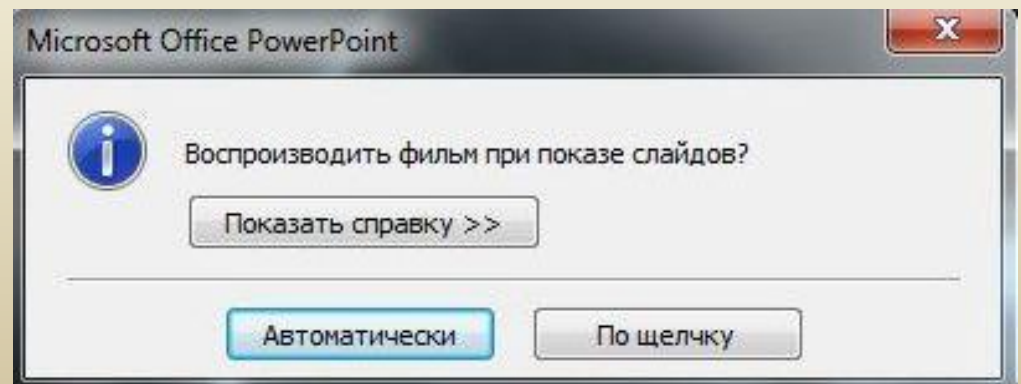 Microsoft Office PowerPoint
Воспроизводить фильм при показе слайдов?
Показать справку >>
Автоматически
По щелчку